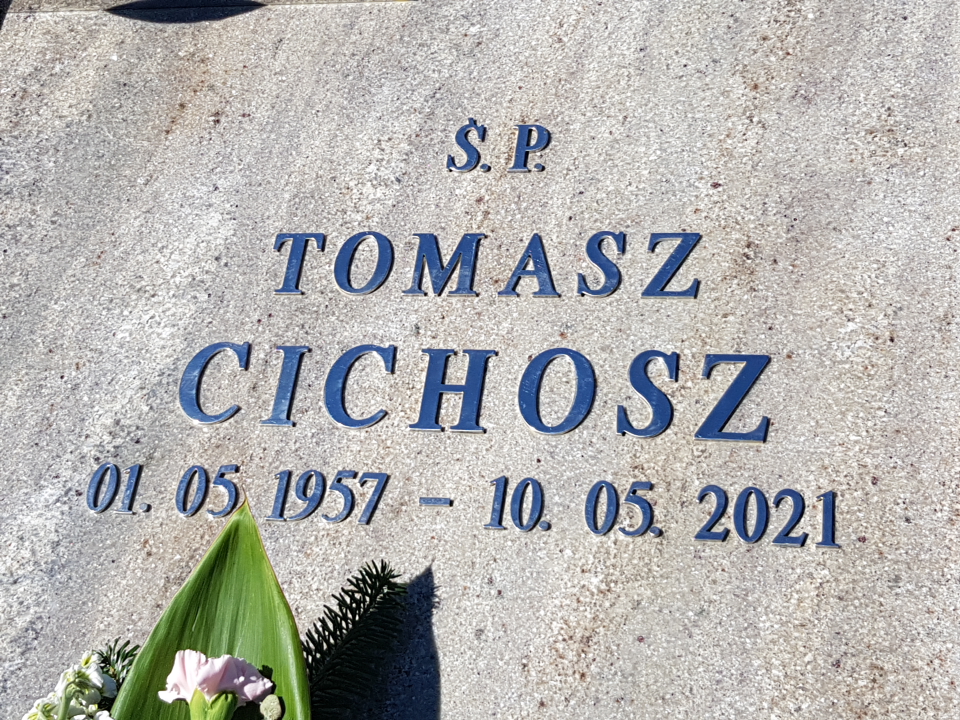 Ś. P.
TOMASZ
CICHOSZ
01. 05 1957 - 10. 05. 2021